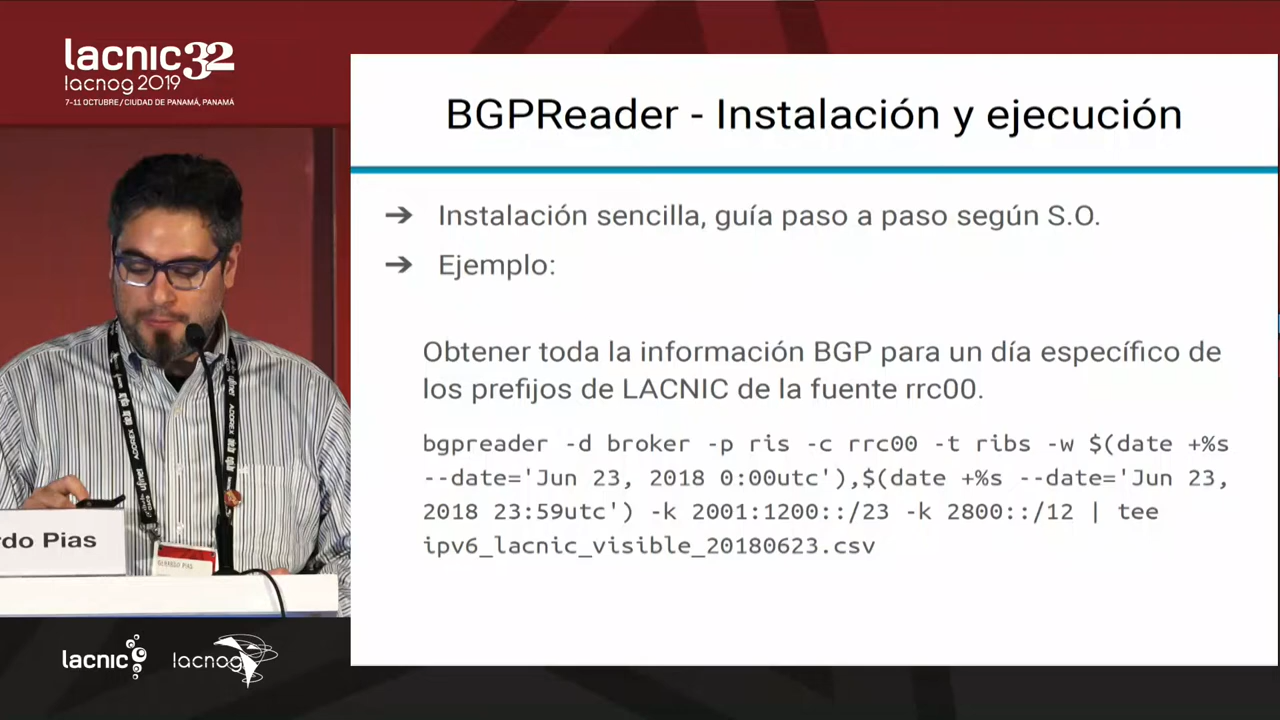 lacnic32
lacnog 2019
7-11 OCTUBRE / CIUDAD DE PANAMÁ, PANAMÁ
BGPReader - Instalación y ejecución
➔ Instalación sencilla, guía paso a paso según S.O.
➔ Ejemplo:
Obtener toda la información BGP para un día específico de
los prefijos de LACNIC de la fuente rrc00.
bgpreader -d broker -p ris -c rrc00 -t ribs -w $(date +%s
--date='Jun 23, 2018 0:00utc'),$(date +%s --date='Jun 23,
2018 23:59utc') -k 2001:1200::/23 -k 2800::/12 | tee
ipv6_lacnic_visible_20180623.csv
rdo Pias
lacnic
lacnog